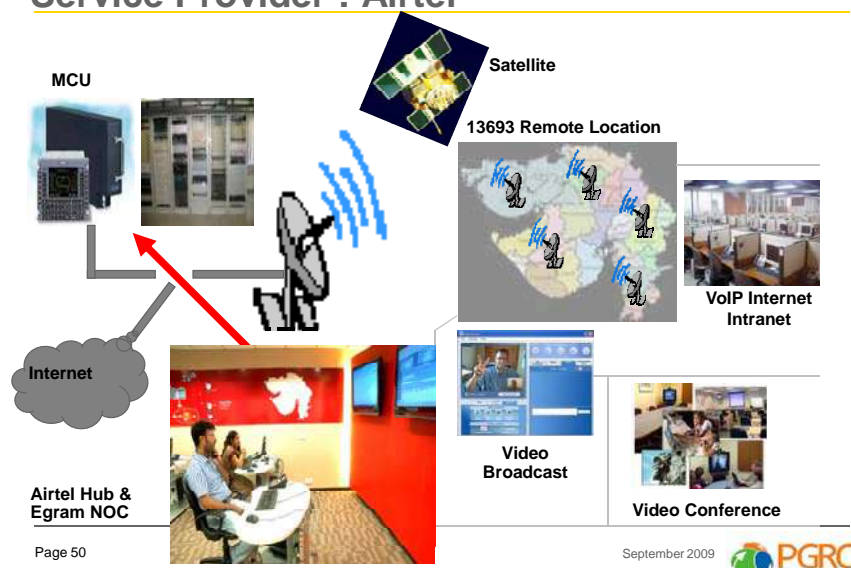 Service Provider : Airtel
MCU
Satellite
13693 Remote Location
VoIP Internet
Intranet
Internet
Video
Broadcast
Airtel Hub &
Egram NOC
Video Conference
Page 50
September 2009
PGRC